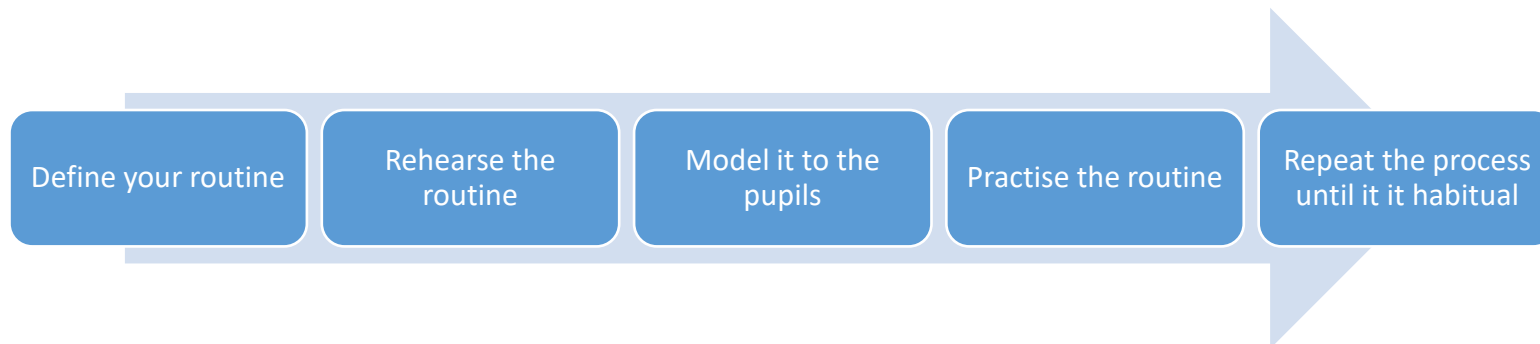 Define your routine
Rehearse the
routine
Model it to the
pupils
Practise the routine
Repeat the process
until it it habitual